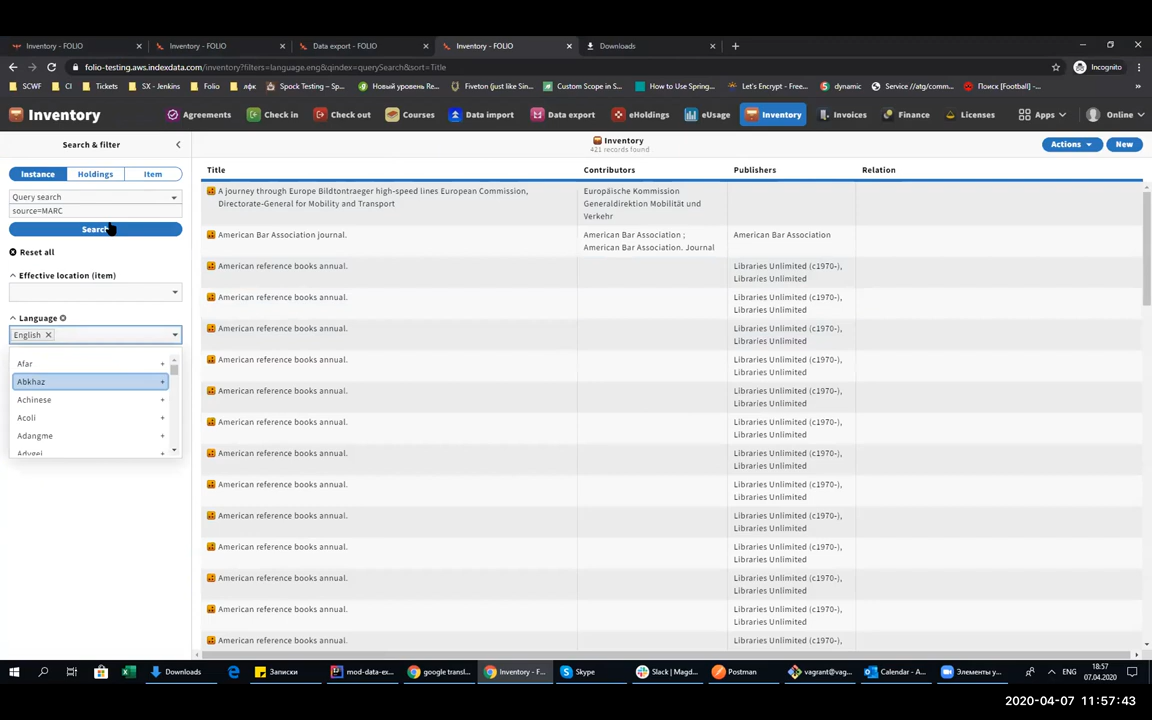 Inventory - FOLIO
Inventory - FOLIO
Data export - FOLIO
Inventory - FOLIO
Downloads
folio-testing.aws.indexdata.com/inventory?filters=language.eng&qindex=querySearch&sort=Title
Incognito
SCWF
CI
Tickets
SX - Jenkins
Folio
лфк
Spock Testing – Sp...
Новый уровень Re...
Fiveton (just like Sin...
Custom Scope in S...
How to Use Spring...
Let's Encrypt - Free...
dynamic
Service //atg/comm...
Поиск [Football] -...
Inventory
Agreements
Check in
Check out
Courses
Data import
Data export
eHoldings
eUsage
Inventory
Invoices
Finance
Licenses
Apps
Online
Search & filter
Inventory
421 records found
Actions
New
Instance
Holdings
Item
Query search
source=MARC
Search
Reset all
Effective location (item)
Language
English
Afar
Abkhaz
Achinese
Acoli
Adangme
Adygei
Title
Contributors
Publishers
Relation
A journey through Europe Bildtontraeger high-speed lines European Commission,
Directorate-General for Mobility and Transport
Europäische Kommission
Generaldirektion Mobilität und
Verkehr
American Bar Association journal.
American Bar Association ;
American Bar Association. Journal
American Bar Association
American reference books annual.
Libraries Unlimited (c1970-),
Libraries Unlimited
American reference books annual.
Libraries Unlimited (c1970-),
Libraries Unlimited
American reference books annual.
Libraries Unlimited (c1970-),
Libraries Unlimited
American reference books annual.
Libraries Unlimited (c1970-),
Libraries Unlimited
American reference books annual.
Libraries Unlimited (c1970-),
Libraries Unlimited
American reference books annual.
Libraries Unlimited (c1970-),
Libraries Unlimited
American reference books annual.
Libraries Unlimited (c1970-),
Libraries Unlimited
American reference books annual.
Libraries Unlimited (c1970-),
Libraries Unlimited
American reference books annual.
Libraries Unlimited (c1970-),
Libraries Unlimited
American reference books annual.
Libraries Unlimited (c1970-),
Libraries Unlimited
American reference books annual.
Libraries Unlimited (c1970-),
Libraries Unlimited
American reference books annual.
Libraries Unlimited (c1970-),
Libraries Unlimited
American reference books annual.
Libraries Unlimited (c1970-),
Downloads
Записки
mod-data-ex...
google transl...
Inventory - F...
Skype
Slack | Magd...
Postman
vagrant@vag...
Calendar - A...
Элементы у...
ENG
18:57
07.04.2020
2020-04-07 11:57:43